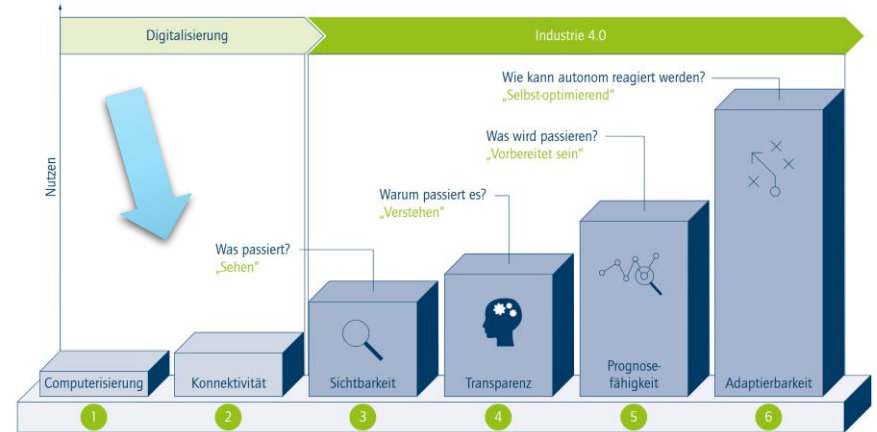 Digitalisierung
Industrie 4.0
Nutzen
Wie kann autonom reagiert werden?
„Selbst-optimierend“
Was wird passieren?
„Vorbereitet sein“
Warum passiert es?
„Verstehen“
Was passiert?
„Sehen“
Computerisierung
Konnektivität
Sichtbarkeit
Transparenz
Prognose-
fähigkeit
Adaptierbarkeit
1
2
3
4
5
6